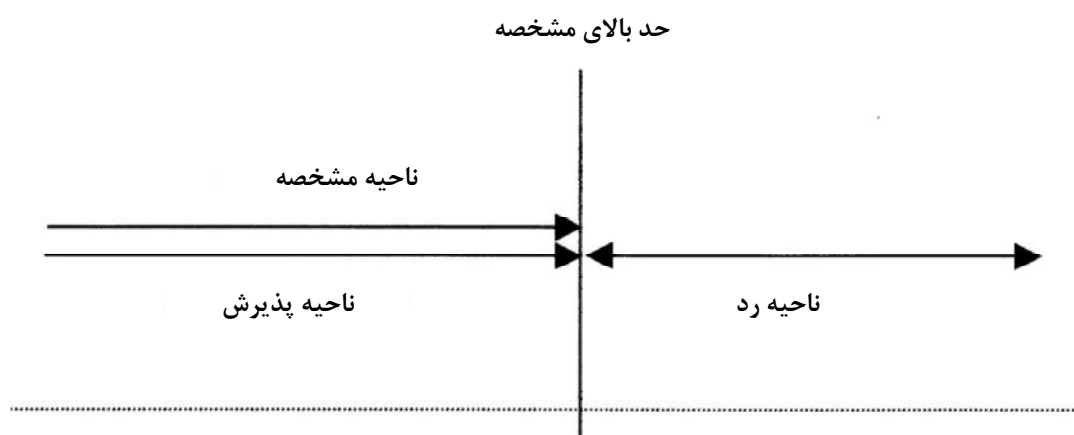 حد بالای مشخصه
ناحیه مشخصه
ناحیه پذیرش
ناحیه رد